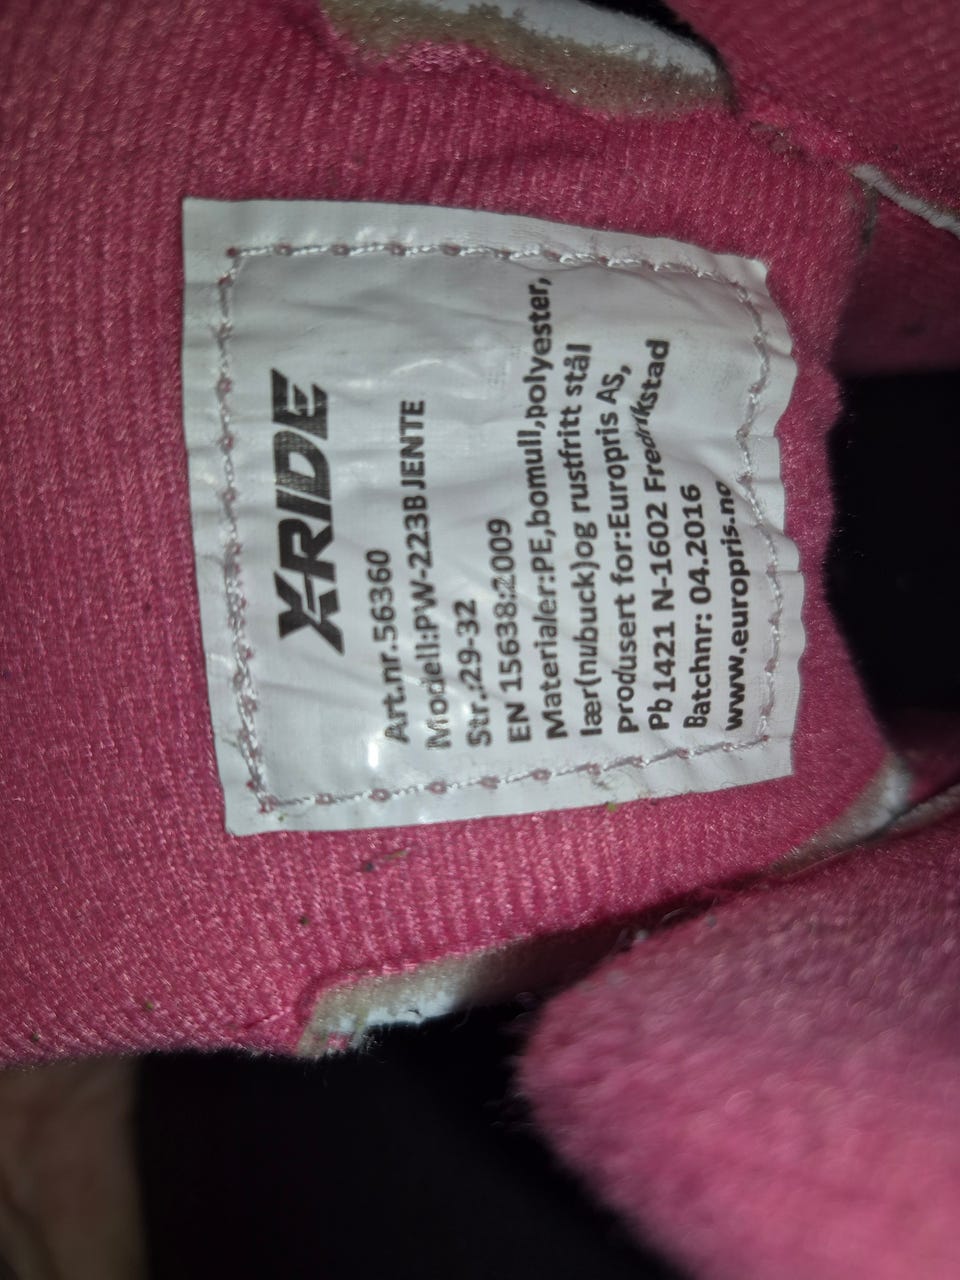 XRIDE
Art.nr.56360
Modell:PW-223B JENTE
Str.:29-32
EN 15638:2009
Materialer:PE,bomull,polyester,
lær(nubuck)og rustfritt stål
Produsert for:Europris AS,
Pb 1421 N-1602 Fredrikstad
Batchnr: 04.2016
www.europris.no